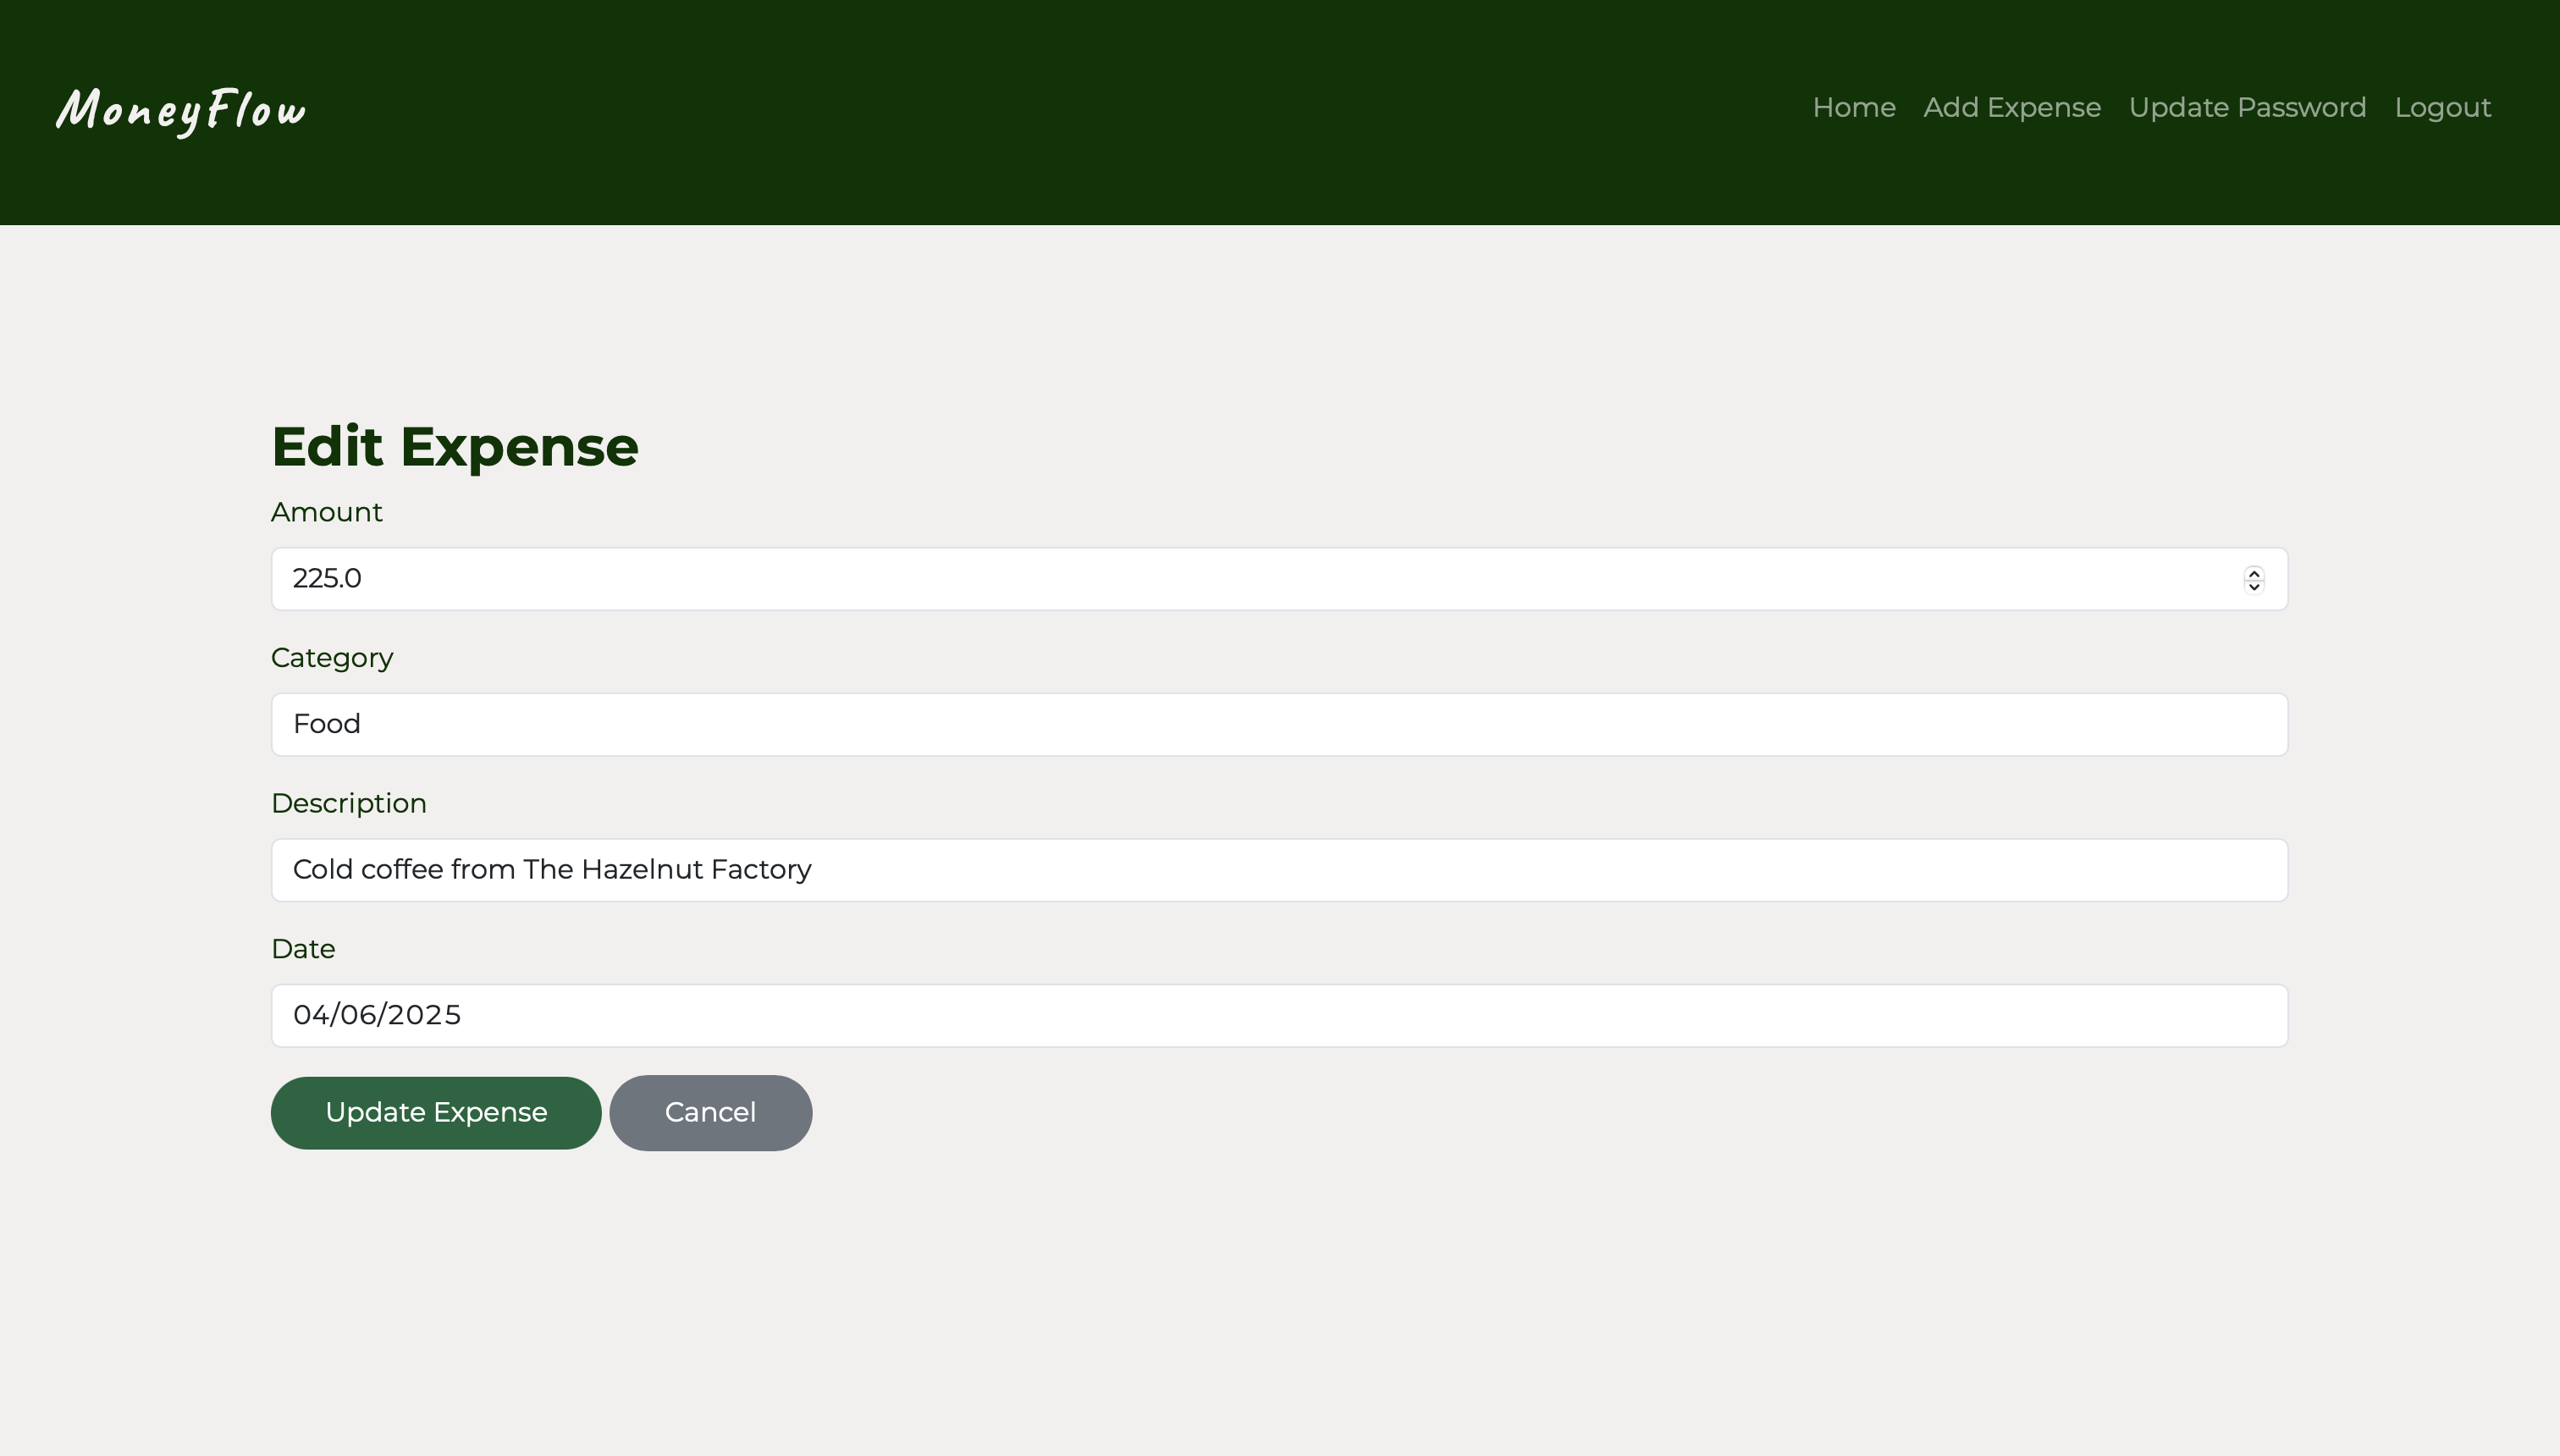 MoneyFlow
Home Add Expense Update Password Logout
Edit Expense
Amount
225.0
Category
Food
Description
Cold coffee from The Hazelnut Factory
Date
04/06/2025
Update Expense Cancel